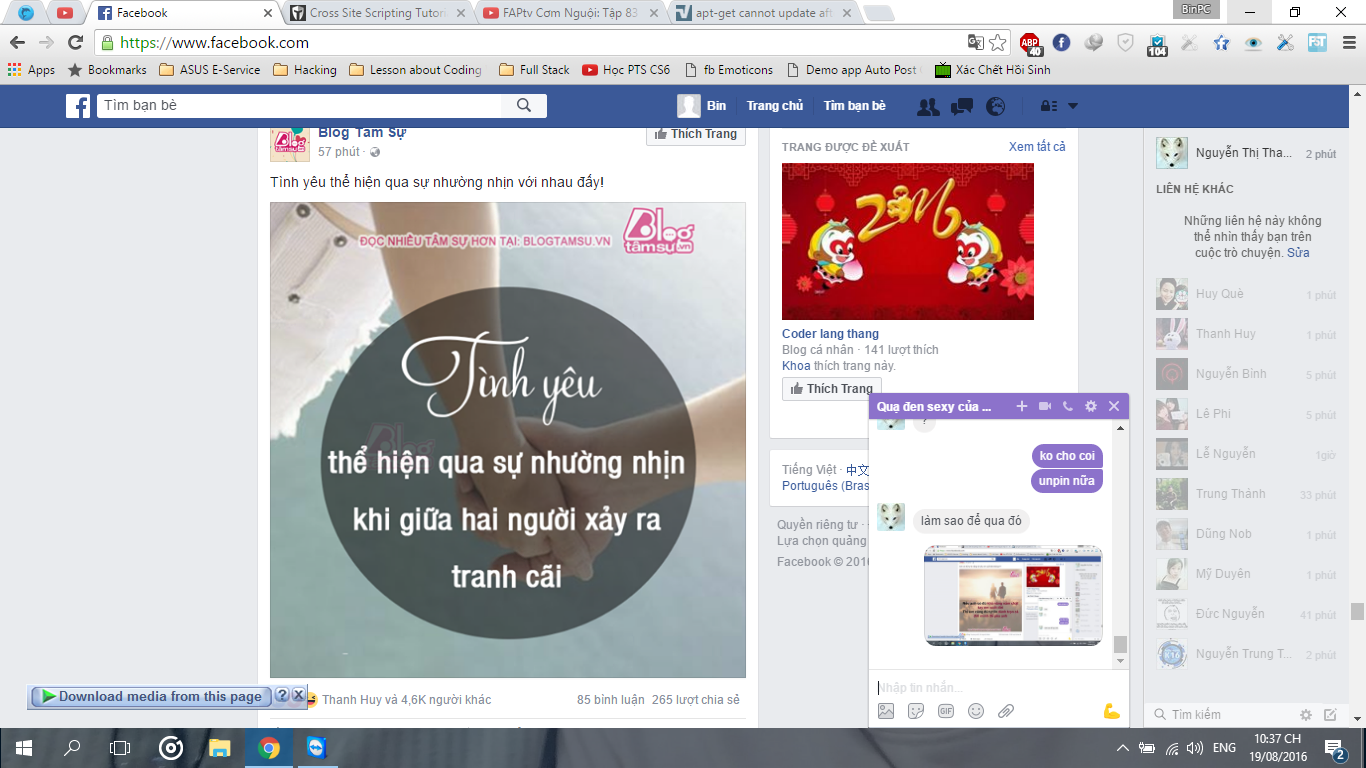 Facebook
Cross Site Scripting Tutori
FAPtv Cơm Nguội: Tập 83
apt-get cannot update aft
BinPC
https://www.facebook.com
ABP
40
104
FST
Apps
Bookmarks
ASUS E-Service
Hacking
Lesson about Coding
Full Stack
Học PTS CS6
fb Emoticons
Demo app Auto Post
Xác Chết Hồi Sinh
Tìm bạn bè
Bin
Trang chủ
Tìm bạn bè
Blog Tâm Sự
57 phút
Thích Trang
Tình yêu thể hiện qua sự nhường nhịn với nhau đấy!
ĐỌC NHIỀU TÂM SỰ HƠN TẠI: BLOGTAMSU.VN
Blog
tâmsự.vn
Tình yêu
thể hiện qua sự nhường nhịn
khi giữa hai người xảy ra
tranh cãi
Download media from this page
Thanh Huy và 4,6K người khác
85 bình luận 265 lượt chia sẻ
TRANG ĐƯỢC ĐỀ XUẤT
Xem tất cả
2016
Coder lang thang
Blog cá nhân · 141 lượt thích
Khoa thích trang này.
Thích Trang
Tiếng Việt · 中文
Português (Bras
Quyền riêng tư ·
Lựa chọn quảng
Facebook © 2016
Quạ đen sexy của ...
?
ko cho coi
unpin nữa
làm sao để qua đó
Nhập tin nhắn...
GIF
Nguyễn Thị Tha...
2 phút
LIÊN HỆ KHÁC
Những liên hệ này không
thể nhìn thấy bạn trên
cuộc trò chuyện. Sửa
Huy Què
1 phút
Thanh Huy
1 phút
Nguyễn Bình
5 phút
Lê Phi
5 phút
Lễ Nguyễn
1giờ
Trung Thành
33 phút
Dũng Nob
1 phút
Mỹ Duyên
1 phút
Đức Nguyễn
41 phút
Nguyễn Trung T...
2 phút
Tìm kiếm
ENG
10:37 CH
19/08/2016
2